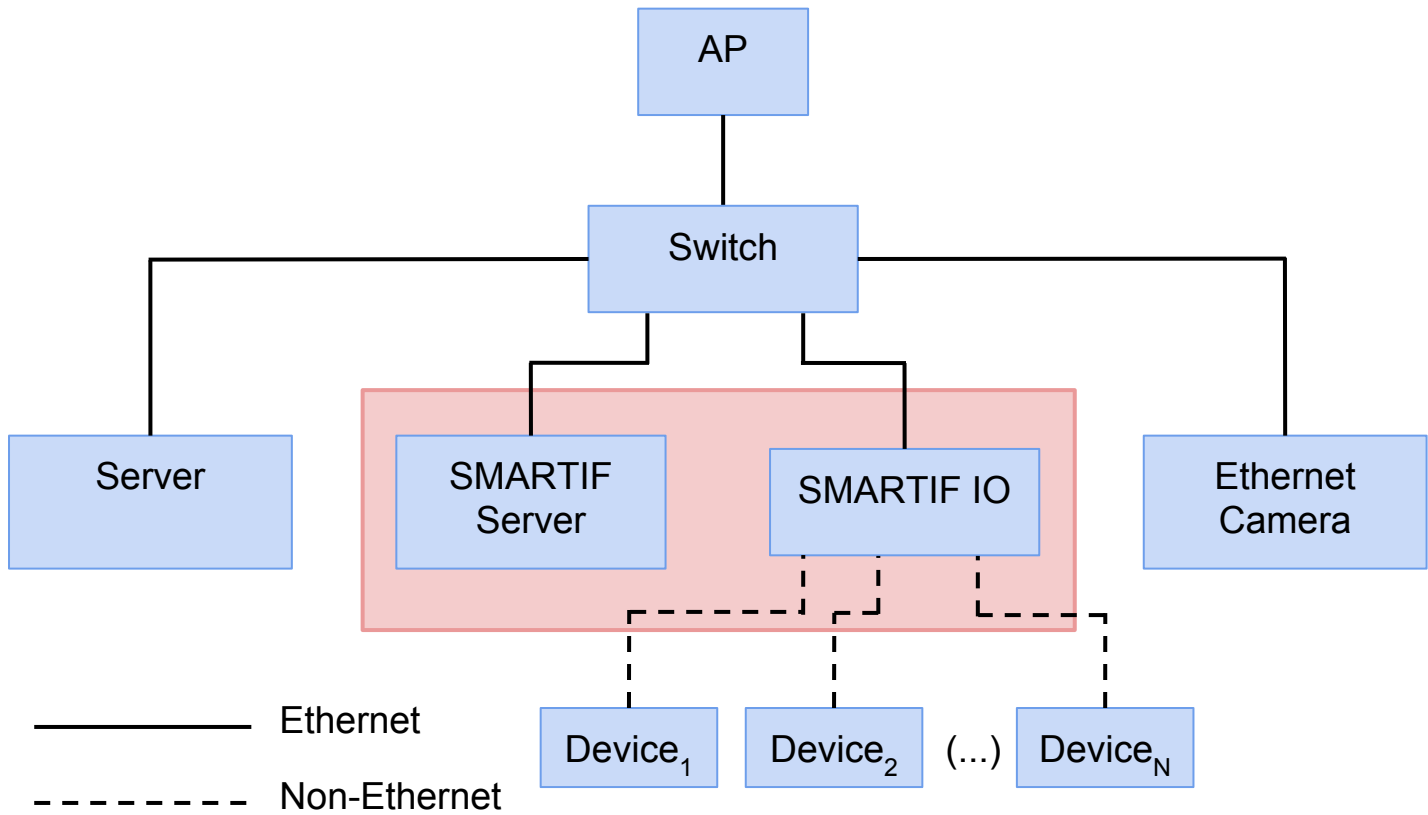 AP
Switch
Server
SMARTIF
Server
SMARTIF IO
Ethernet
Camera
Ethernet
Device1
Device2
(...)
DeviceN
Non-Ethernet